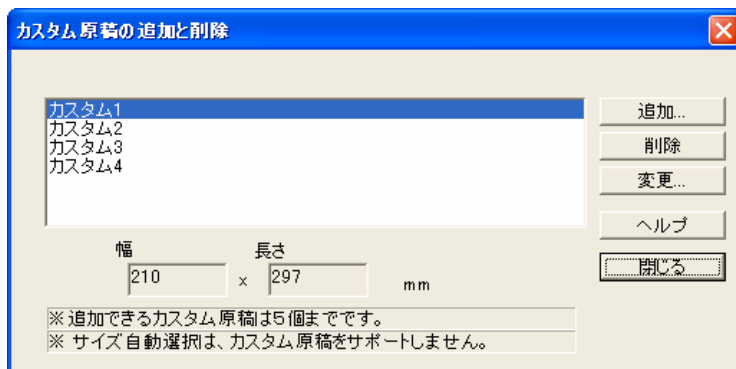 カスタム原稿の追加と削除
カスタム1
カスタム2
カスタム3
カスタム4
追加...
削除
変更...
ヘルプ
閉じる
幅 長さ
210 x 297 mm
※追加できるカスタム原稿は5個までです。
※ サイズ自動選択は、カスタム原稿をサポートしません。